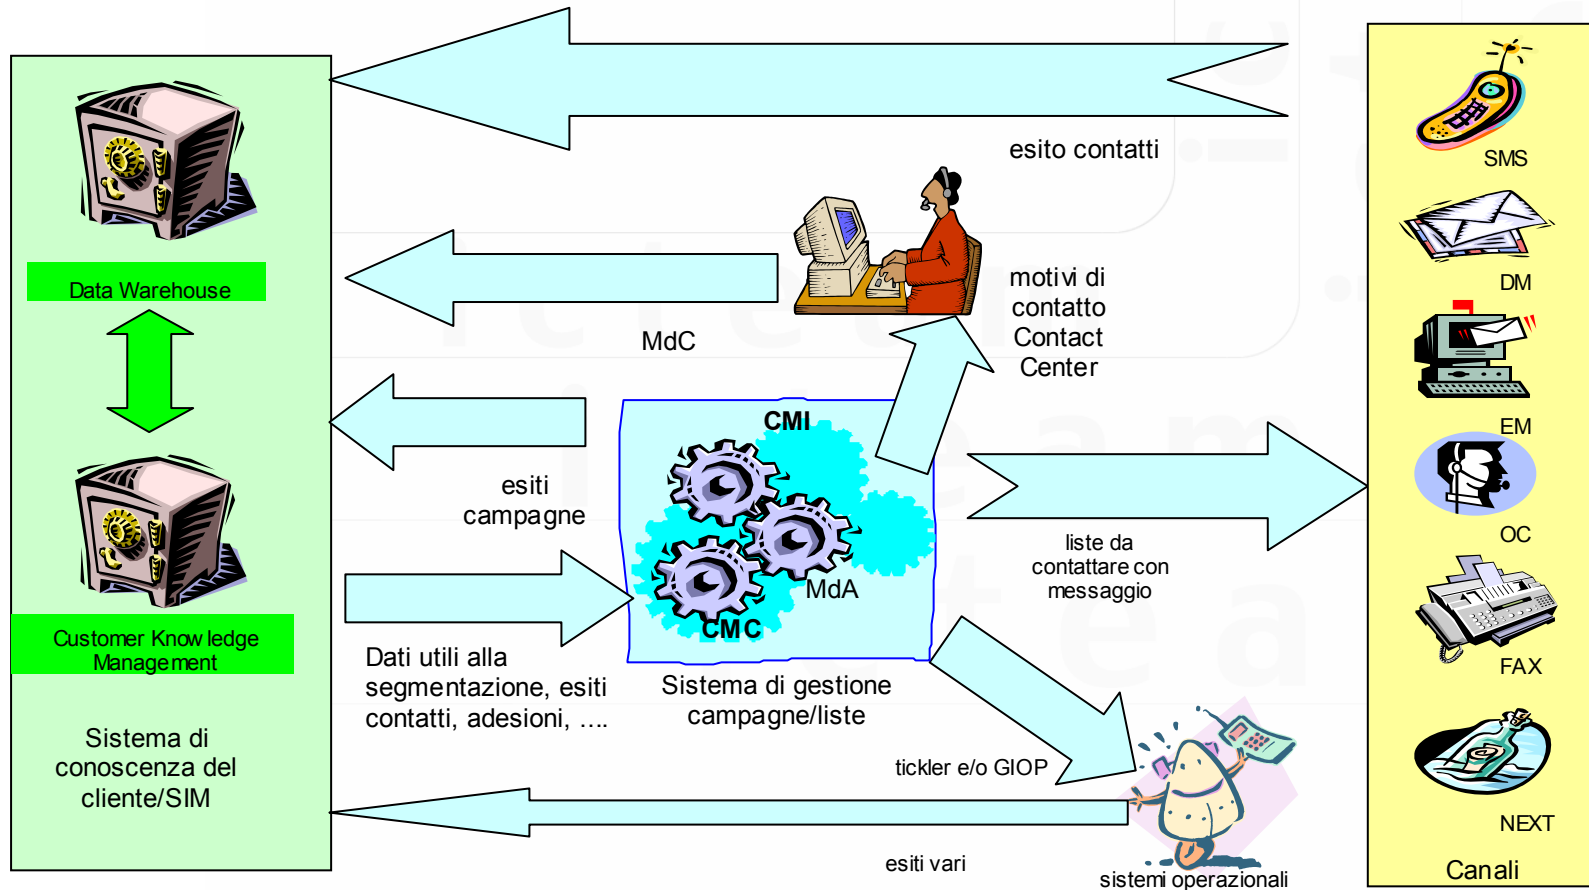 esito contatti
SMS
Data Warehouse
DM
motivi di
contatto
Contact
Center
MdC
CMI
EM
esiti
campagne
OC
liste da
contattare con
messaggio
MdA
CMC
Customer Knowledge
Management
FAX
Dati utili alla
segmentazione, esiti
contatti, adesioni, ....
Sistema di gestione
campagne/liste
Sistema di
conoscenza del
cliente/SIM
tickler e/o GIOP
NEXT
esiti vari
sistemi operazionali
Canali